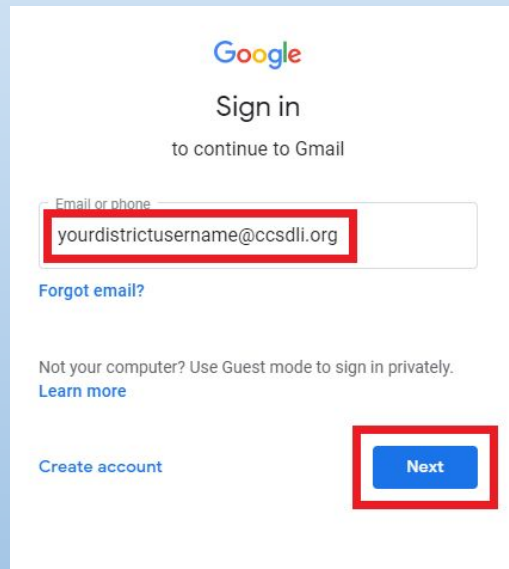 Google
Sign in
to continue to Gmail
Email or phone
yourdistrictusername@ccsdli.org
Forgot email?
Not your computer? Use Guest mode to sign in privately.
Learn more
Create account
Next